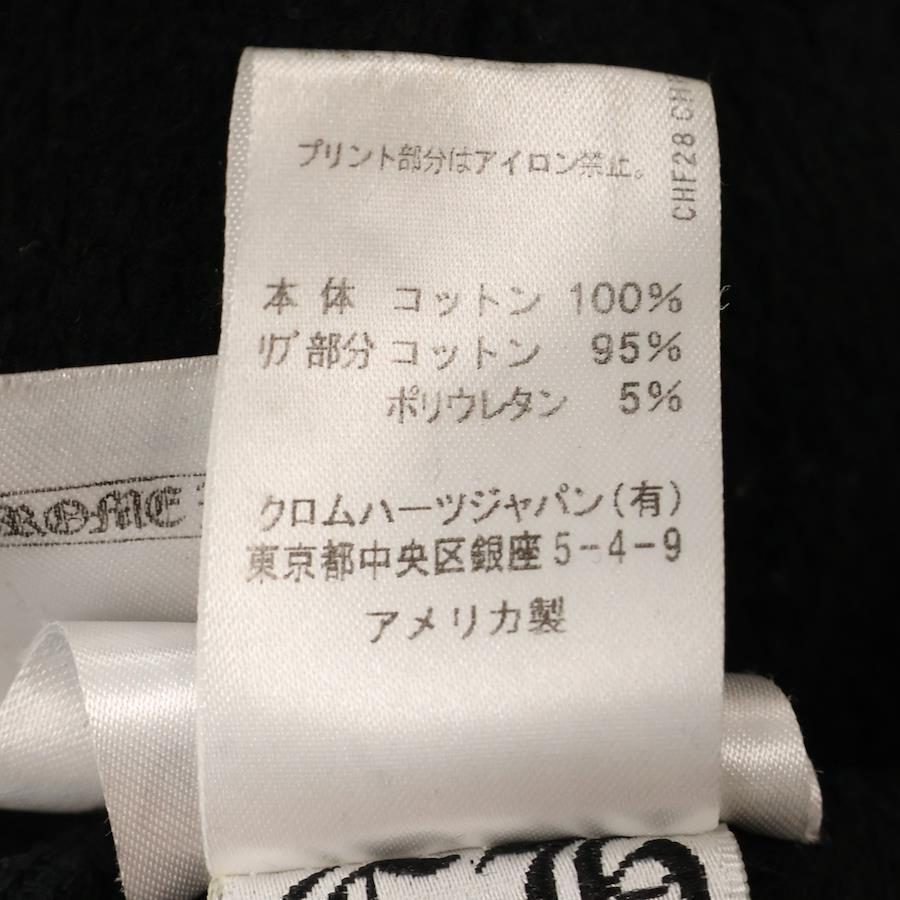 プリント部分はアイロン禁止。
CHF28 CH
本 体 コットン 100%
リブ部分 コットン 95%
ポリウレタン 5%
クロムハーツジャパン(有)
東京都中央区銀座5-4-9
アメリカ製
ROME